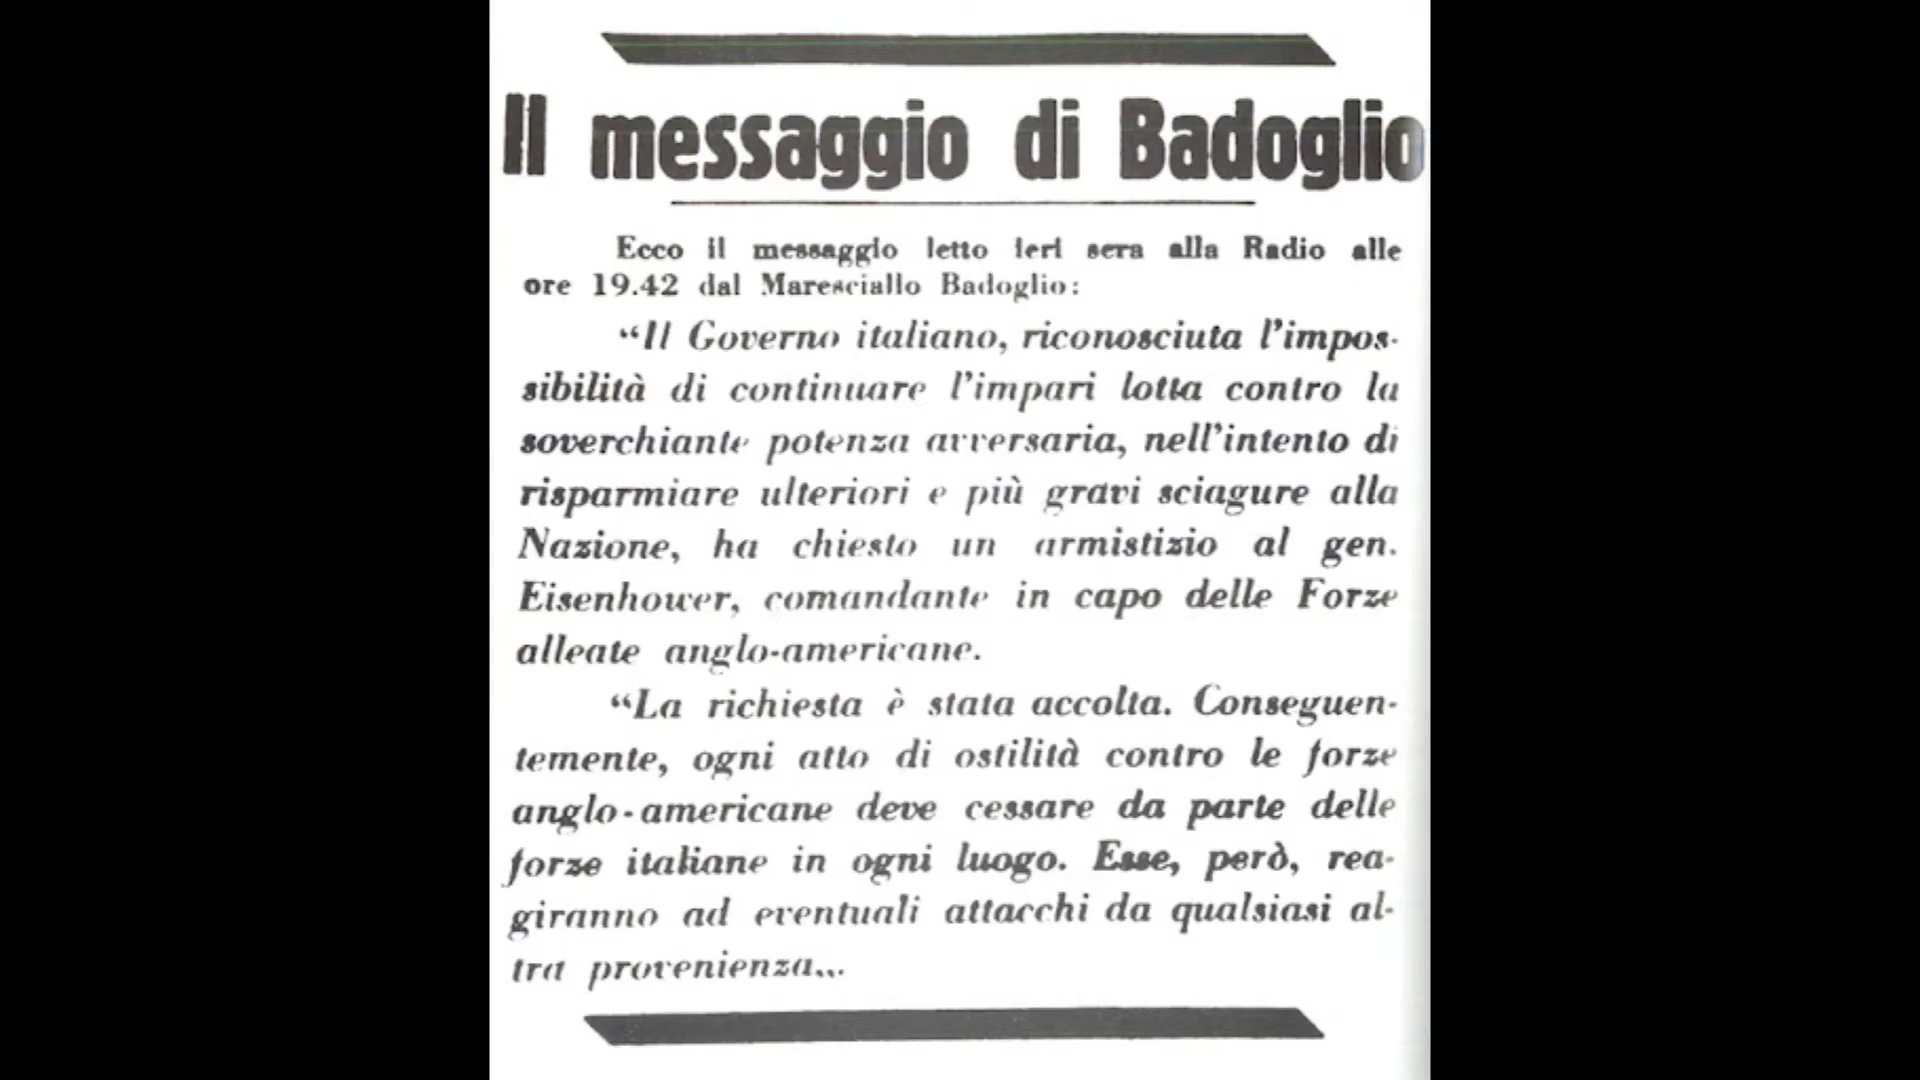 Il messaggio di Badoglio
Ecco il messaggio letto ieri sera alla Radio alle
ore 19.42 dal Maresciallo Badoglio:
“Il Governo italiano, riconosciuta l'impos-
sibilità di continuare l'impari lotta contro la
soverchiante potenza avversaria, nell'intento di
risparmiare ulteriori e più gravi sciagure alla
Nazione, ha chiesto un armistizio al gen.
Eisenhower, comandante in capo delle Forze
alleate anglo-americane.
“La richiesta è stata accolta. Conseguen-
temente, ogni atto di ostilità contro le forze
anglo-americane deve cessare da parte delle
forze italiane in ogni luogo. Esse, però, rea-
giranno ad eventuali attacchi da qualsiasi al-
tra provenienza...